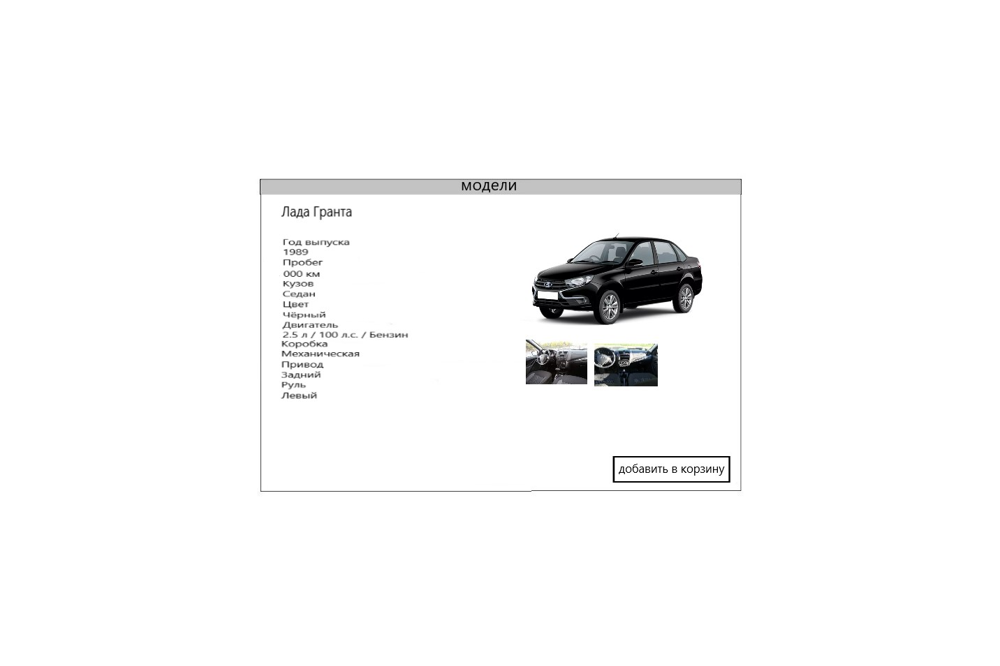 модели
Лада Гранта
Год выпуска
1989
Пробег
000 км
Кузов
Седан
Цвет
Чёрный
Двигатель
2.5 л / 100 л.с. / Бензин
Коробка
Механическая
Привод
Задний
Руль
Левый
добавить в корзину